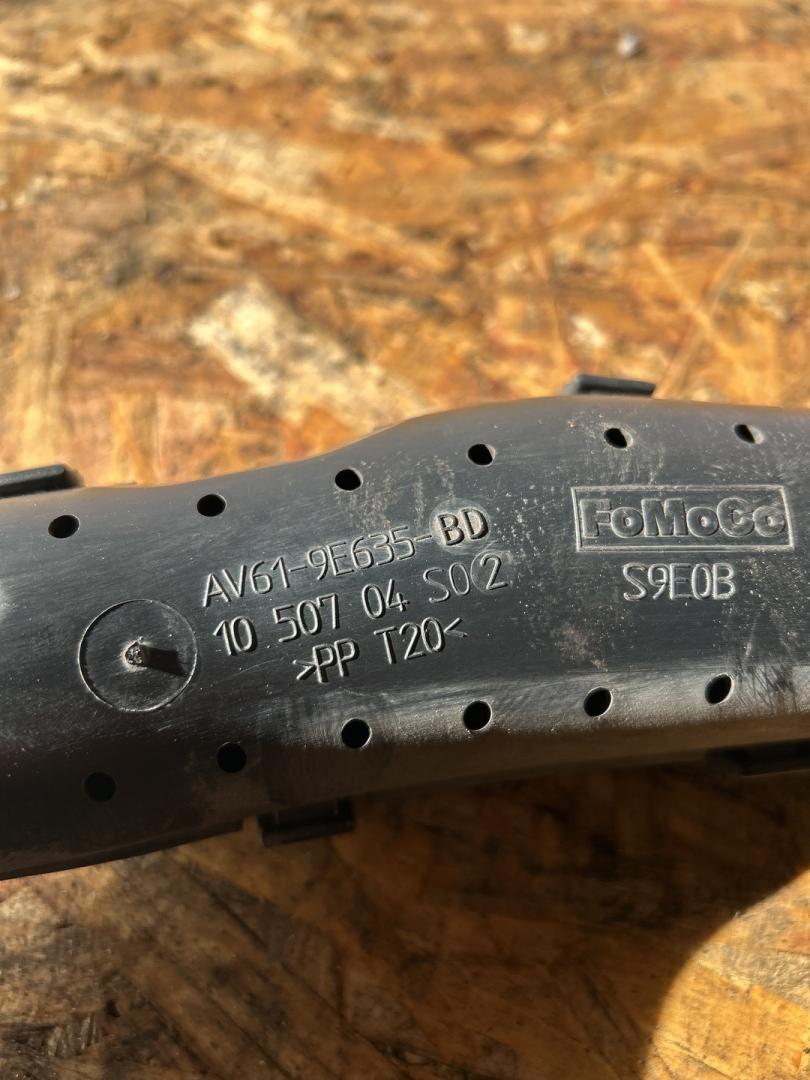 FoMoCo
S9E0B
AV61-9E635-BD
10 507 04 S02
>PP T20<